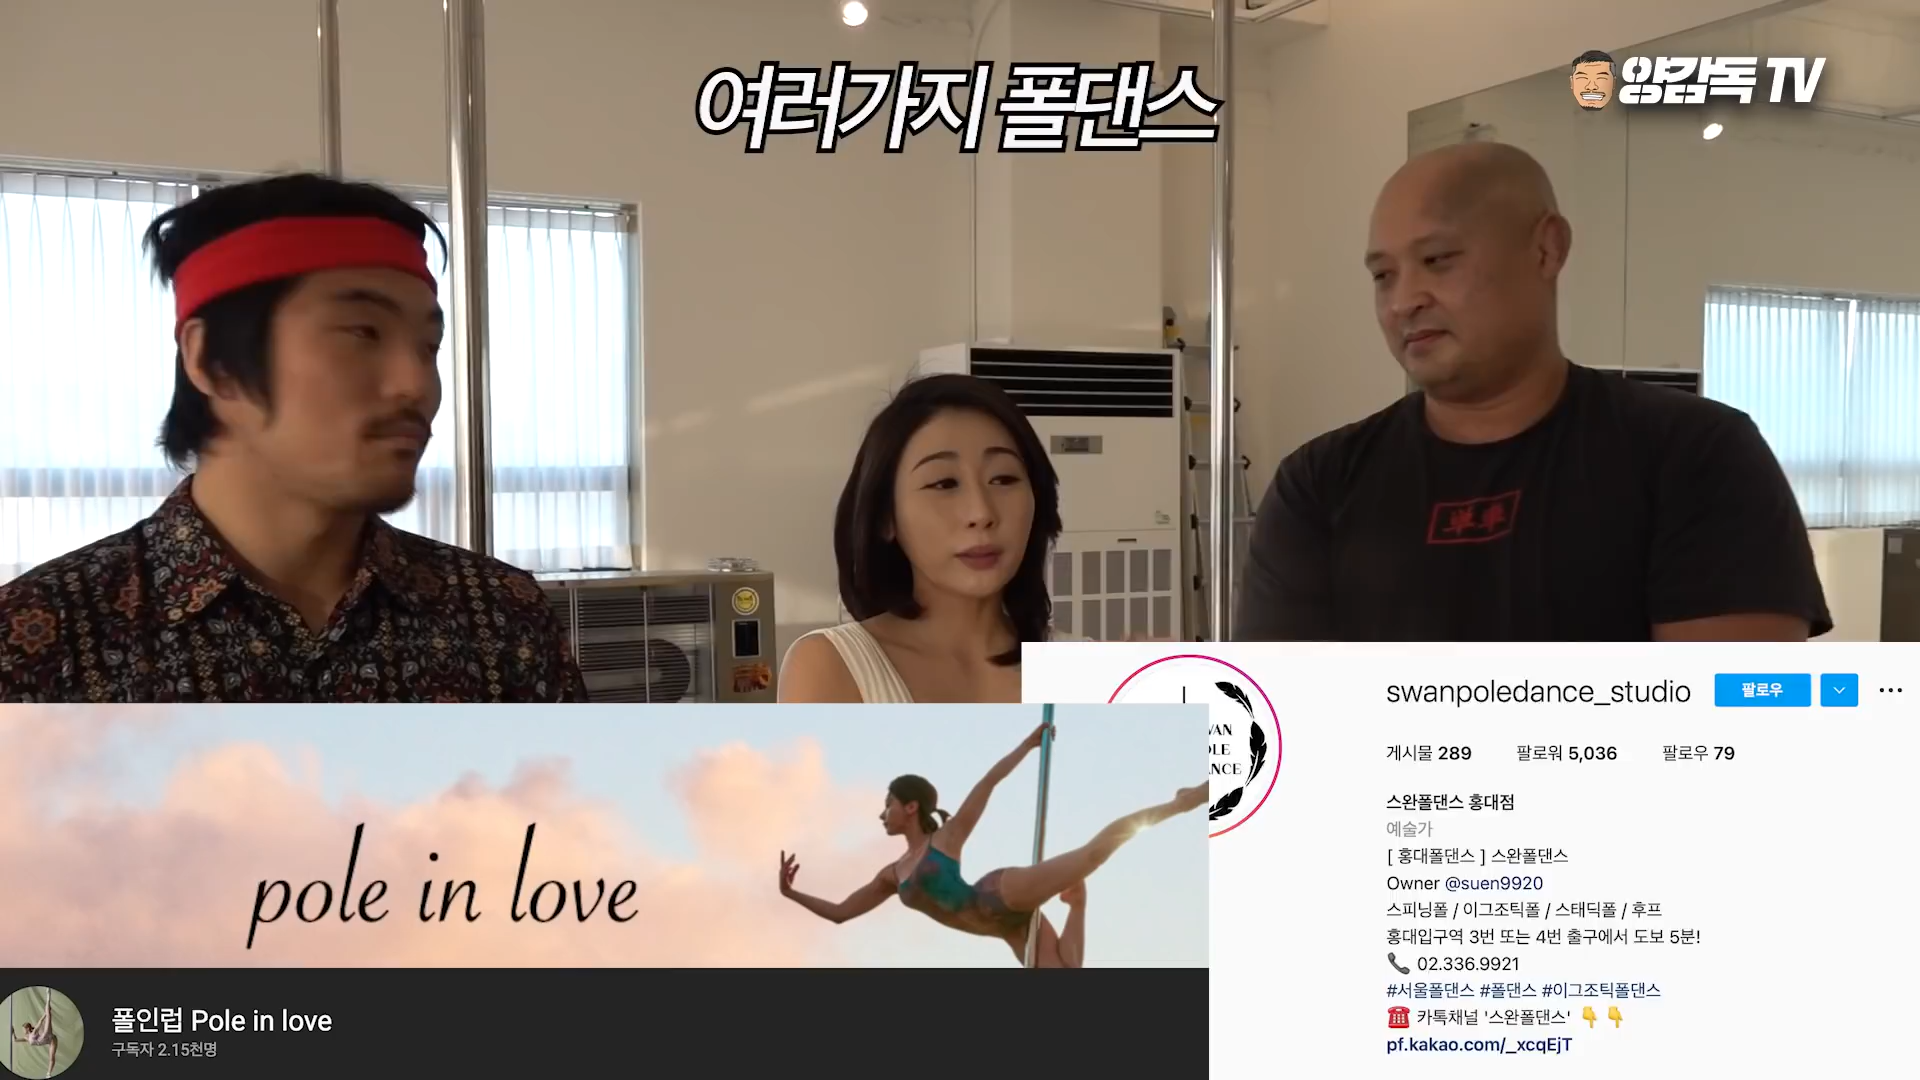 여러가지 폴댄스
양감독 TV
pole in love
폴인럽 Pole in love
구독자 2.15천명
swanpoledance_studio
팔로우
게시물 289
팔로워 5,036
팔로우 79
스완폴댄스 홍대점
예술가
[ 홍대폴댄스 ] 스완폴댄스
Owner @suen9920
스피닝폴 / 이그조틱폴 / 스태딕폴 / 후프
홍대입구역 3번 또는 4번 출구에서 도보 5분!
📞 02.336.9921
#서울폴댄스 #폴댄스 #이그조틱폴댄스
☎️ 카톡채널 '스완폴댄스' 👇👇
pf.kakao.com/_xcqEjT